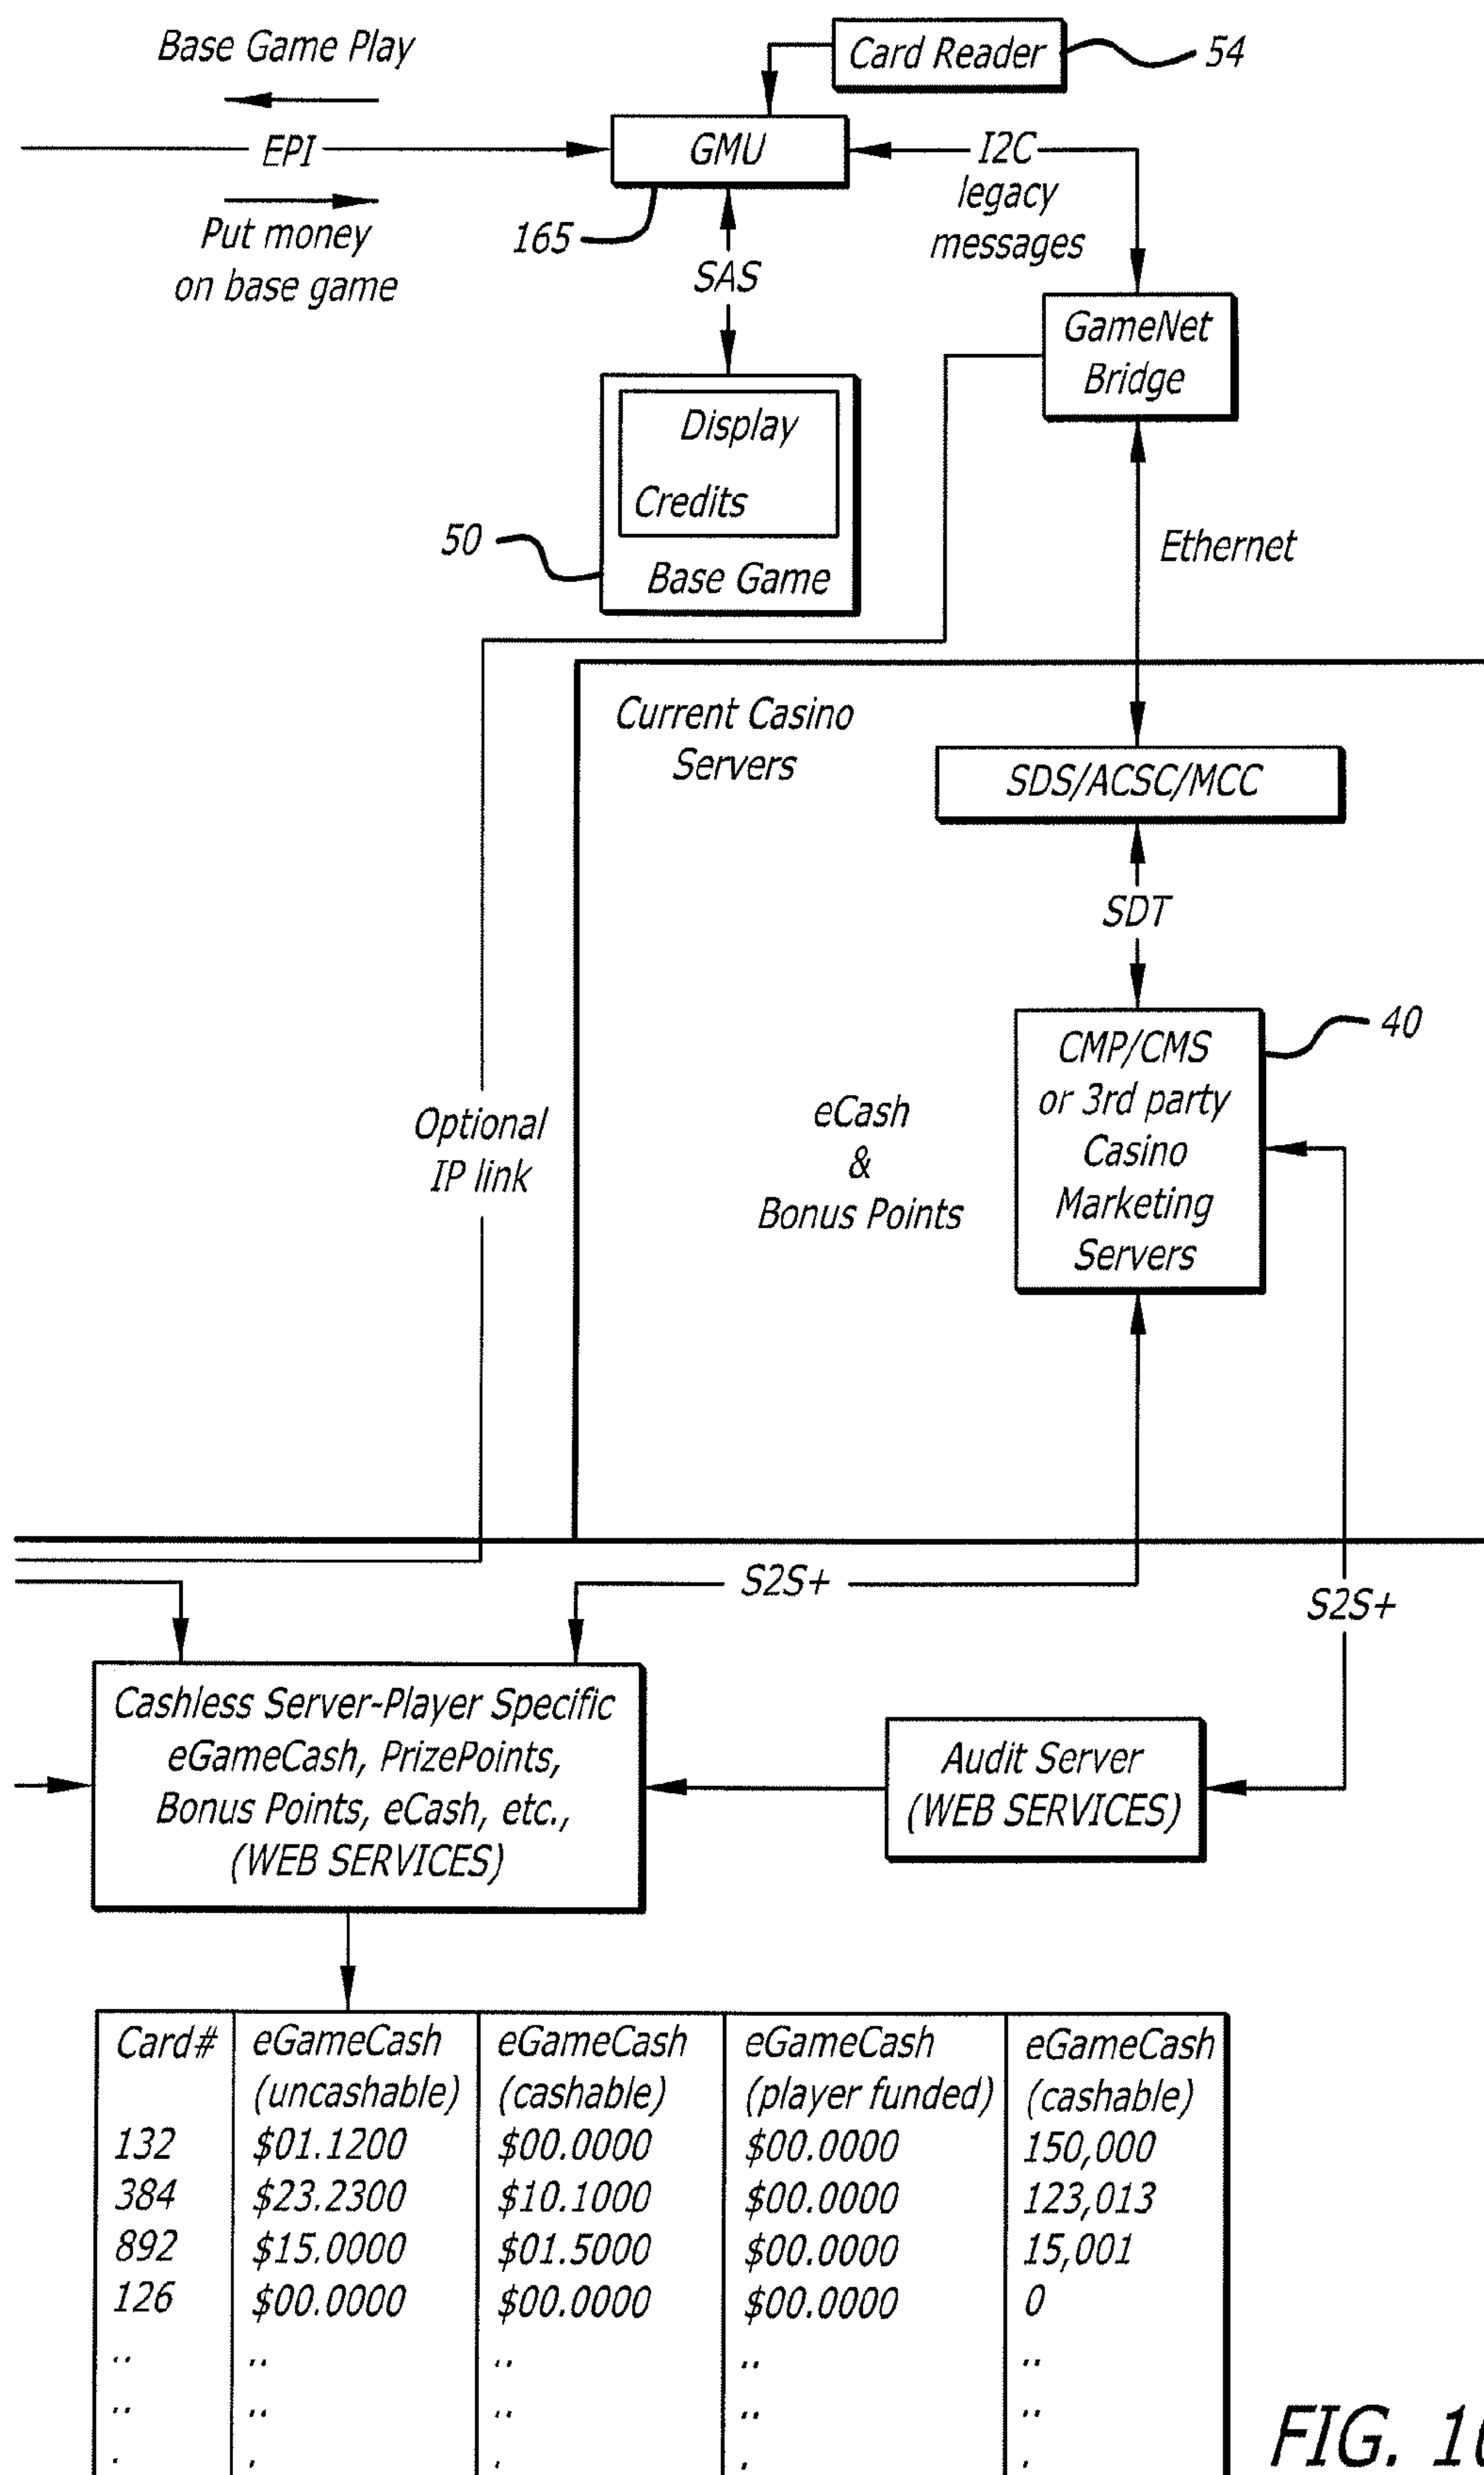 Base Game Play
Card Reader
54
EPI
GMU
I2C
legacy
messages
Put money
on base game
165
SAS
GameNet
Bridge
Display
Credits
50
Base Game
Ethernet
Current Casino
Servers
SDS/ACSC/MCC
SDT
40
CMP/CMS
or 3rd party
Casino
Marketing
Servers
eCash
&
Bonus Points
Optional
IP link
S2S+
S2S+
Cashless Server-Player Specific
eGameCash, PrizePoints,
Bonus Points, eCash, etc.,
(WEB SERVICES)
Audit Server
(WEB SERVICES)
Card# eGameCash eGameCash eGameCash eGameCash
(uncashable) (cashable) (player funded) (cashable)
132 $01.1200 $00.0000 $00.0000 150,000
384 $23.2300 $10.1000 $00.0000 123,013
892 $15.0000 $01.5000 $00.0000 15,001
126 $00.0000 $00.0000 $00.0000 0
.. .. .. .. ..
.. .. .. .. ..
. . . . .
FIG. 10